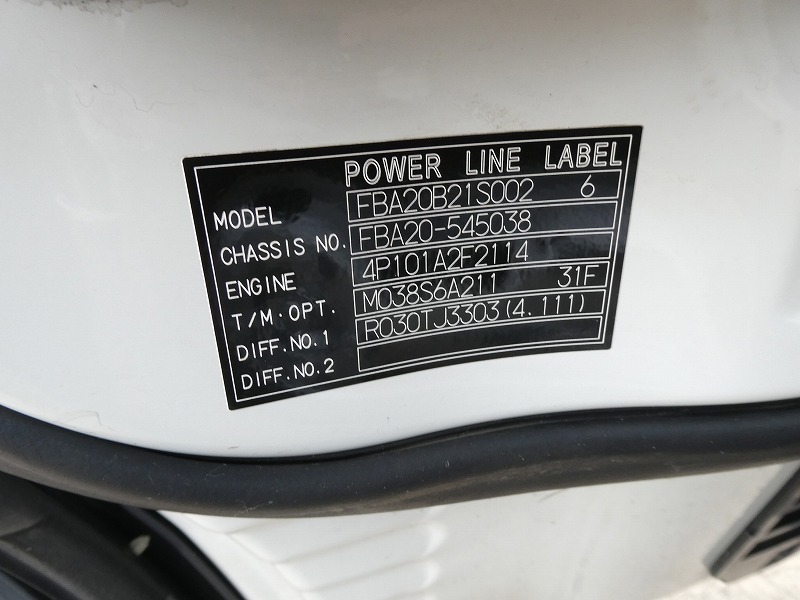 POWER LINE LABEL
MODEL FBA20B21S002 6
CHASSIS NO. FBA20-545038
ENGINE 4P101A2F2114
T/M·OPT. M038S6A211 31F
DIFF.NO.1 R030TJ3303(4.111)
DIFF.NO.2